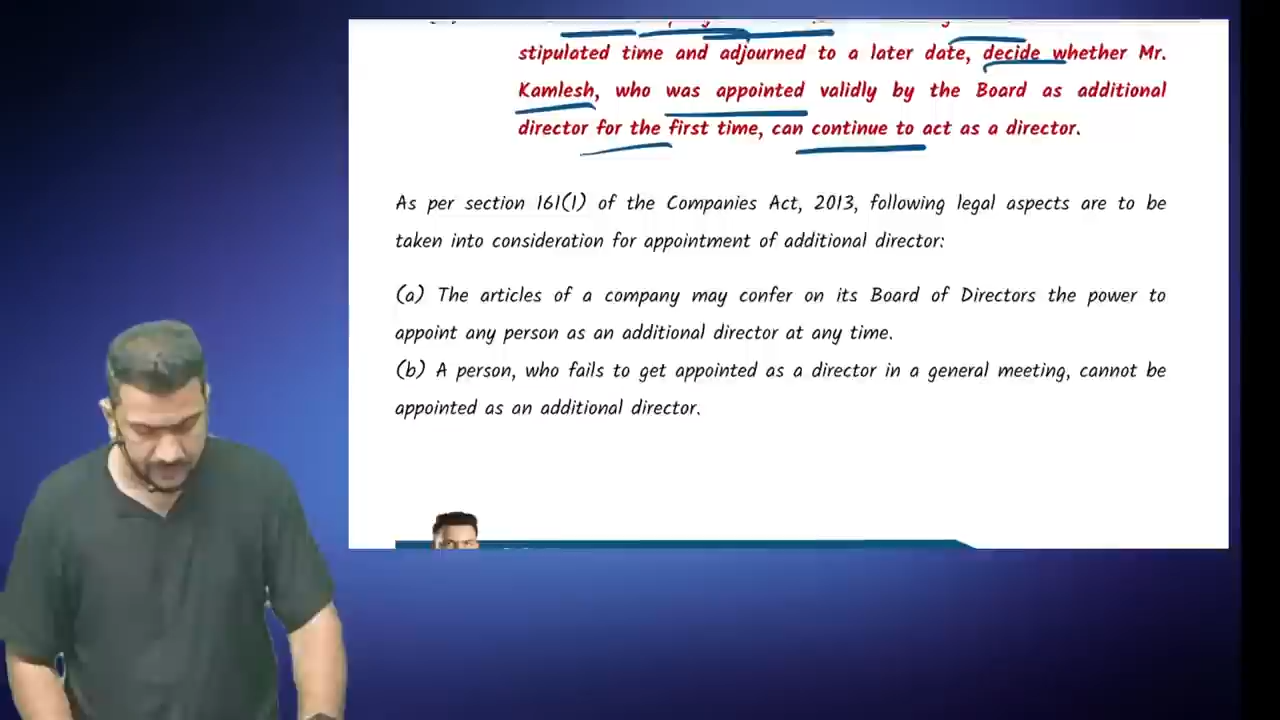 stipulated time and adjourned to a later date, decide whether Mr.
Kamlesh, who was appointed validly by the Board as additional
director for the first time, can continue to act as a director.
As per section 161(1) of the Companies Act, 2013, following legal aspects are to be
taken into consideration for appointment of additional director:
(a) The articles of a company may confer on its Board of Directors the power to
appoint any person as an additional director at any time.
(b) A person, who fails to get appointed as a director in a general meeting, cannot be
appointed as an additional director.